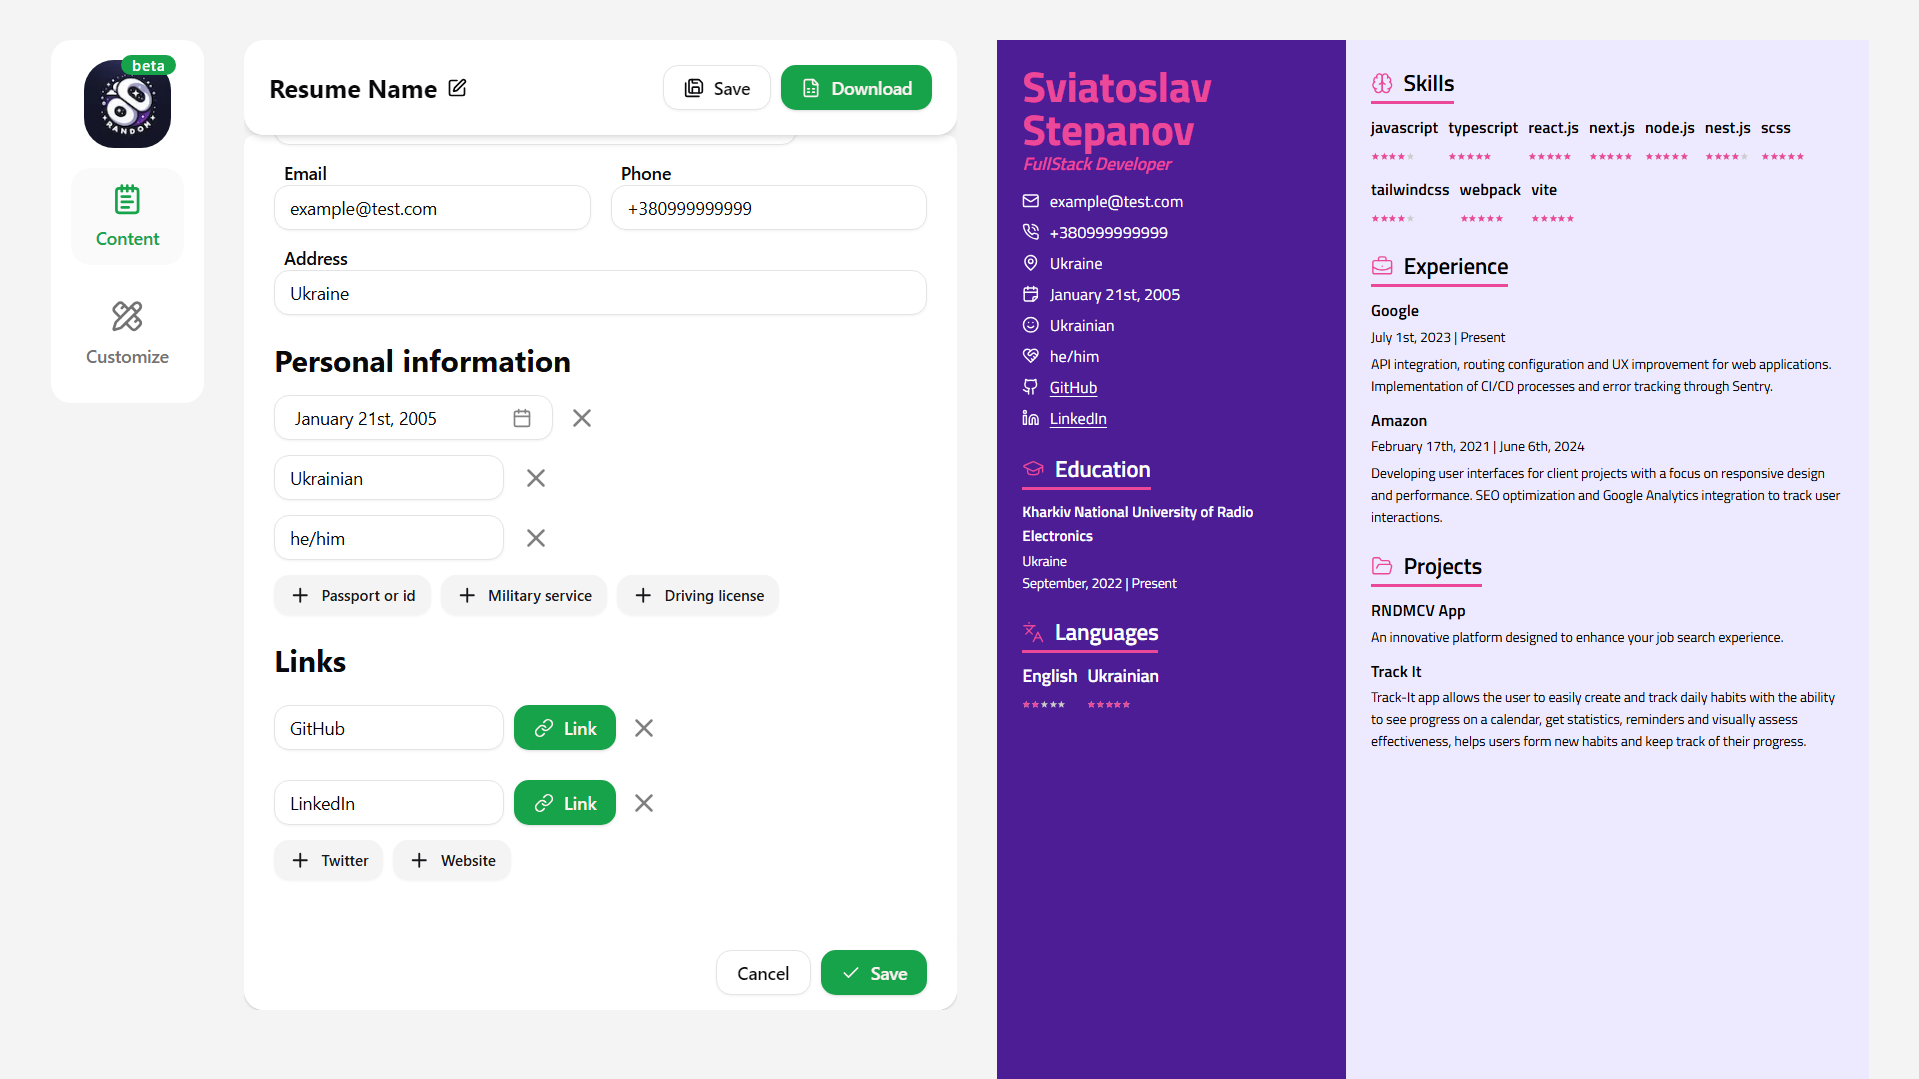 beta
RANDOM
Content
Customize
Resume Name
Save
Download
Email
Phone
example@test.com
+380999999999
Address
Ukraine
Personal information
January 21st, 2005
Ukrainian
he/him
Passport or id
Military service
Driving license
Links
GitHub
Link
LinkedIn
Link
Twitter
Website
Cancel
Save
Sviatoslav
Stepanov
FullStack Developer
example@test.com
+380999999999
Ukraine
January 21st, 2005
Ukrainian
he/him
GitHub
LinkedIn
Education
Kharkiv National University of Radio
Electronics
Ukraine
September, 2022 | Present
Languages
English Ukrainian
Skills
javascript typescript react.js next.js node.js nest.js scss
tailwindcss webpack vite
Experience
Google
July 1st, 2023 | Present
API integration, routing configuration and UX improvement for web applications.
Implementation of CI/CD processes and error tracking through Sentry.
Amazon
February 17th, 2021 | June 6th, 2024
Developing user interfaces for client projects with a focus on responsive design
and performance. SEO optimization and Google Analytics integration to track user
interactions.
Projects
RNDMCV App
An innovative platform designed to enhance your job search experience.
Track It
Track-It app allows the user to easily create and track daily habits with the ability
to see progress on a calendar, get statistics, reminders and visually assess
effectiveness, helps users form new habits and keep track of their progress.